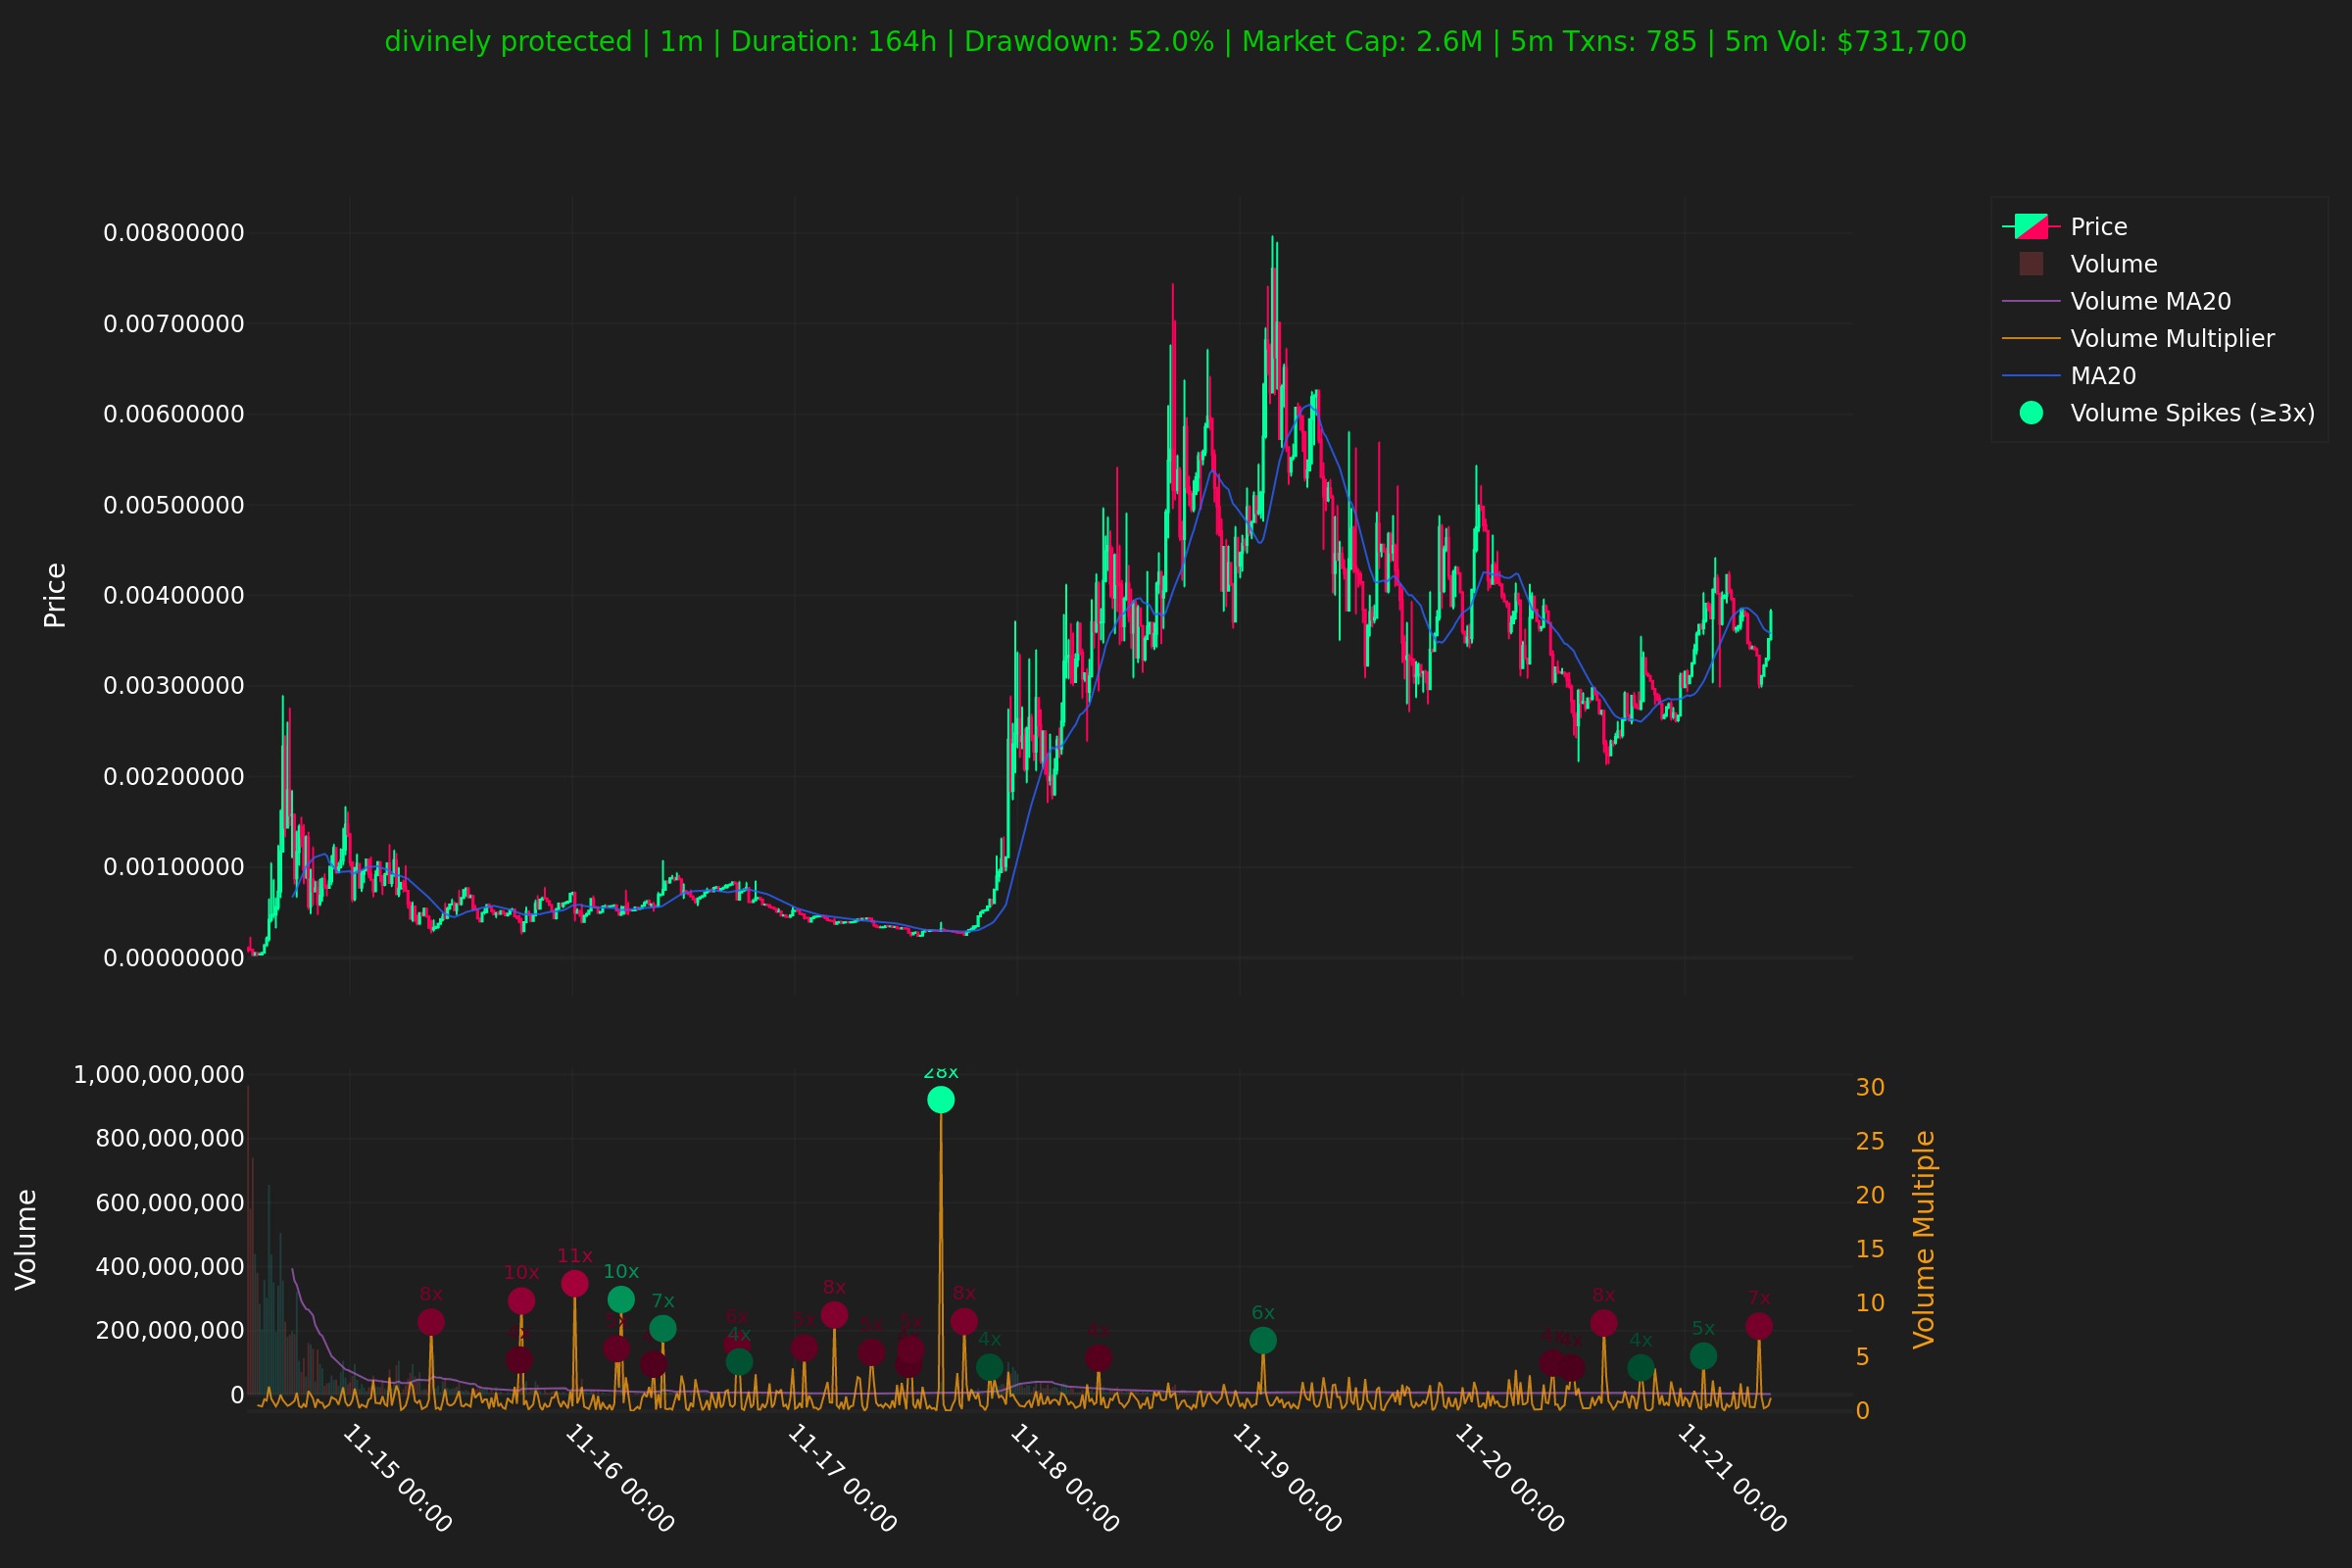 divinely protected | 1m | Duration: 164h | Drawdown: 52.0% | Market Cap: 2.6M | 5m Txns: 785 | 5m Vol: $731,700
Price
0.00800000
0.00700000
0.00600000
0.00500000
0.00400000
0.00300000
0.00200000
0.00100000
0.00000000
Price
Volume
Volume MA20
Volume Multiplier
MA20
Volume Spikes (≥3x)
Volume
1,000,000,000
800,000,000
600,000,000
400,000,000
200,000,000
0
28x
8x
10x
11x
10x
7x
6x
4x
8x
8x
4x
4x
6x
8x
4x
5x
7x
30
25
20
15
10
5
0
Volume Multiple
11-15 00:00
11-16 00:00
11-17 00:00
11-18 00:00
11-19 00:00
11-20 00:00
11-21 00:00